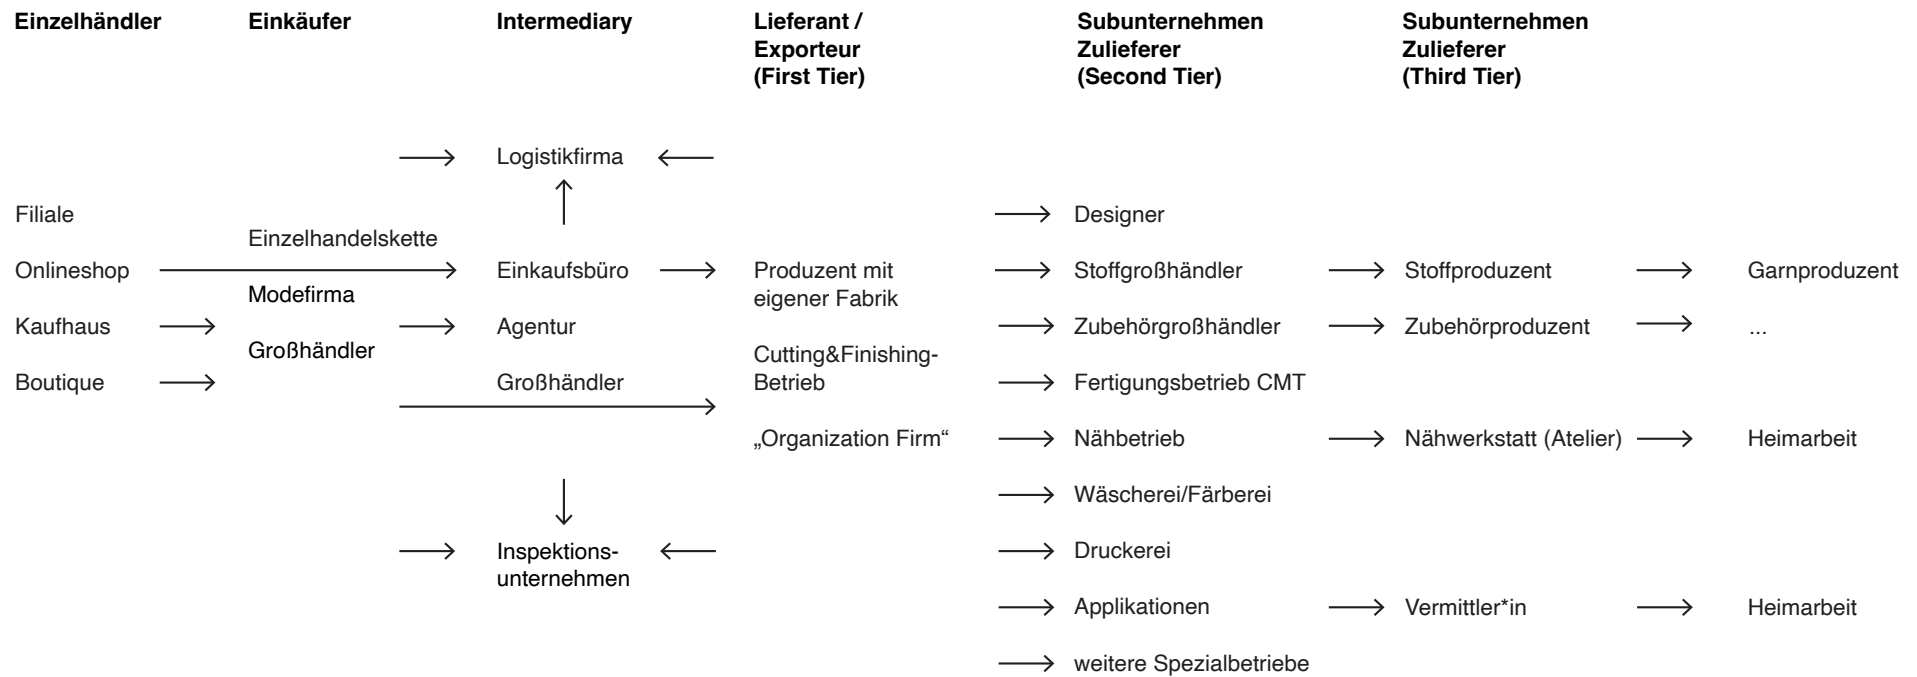 Einzelhändler
Einkäufer
Intermediary
Lieferant /
Exporteur
(First Tier)
Subunternehmen
Zulieferer
(Second Tier)
Subunternehmen
Zulieferer
(Third Tier)
Filiale
Onlineshop
Kaufhaus
Boutique
Einzelhandelskette
Modefirma
Großhändler
Logistikfirma
Einkaufsbüro
Agentur
Großhändler
Inspektions-
unternehmen
Produzent mit
eigener Fabrik
Cutting&Finishing-
Betrieb
„Organization Firm“
Designer
Stoffgroßhändler
Zubehörgroßhändler
Fertigungsbetrieb CMT
Nähbetrieb
Wäscherei/Färberei
Druckerei
Applikationen
weitere Spezialbetriebe
Stoffproduzent
Zubehörproduzent
Nähwerkstatt (Atelier)
Vermittler*in
Garnproduzent
...
Heimarbeit
Heimarbeit